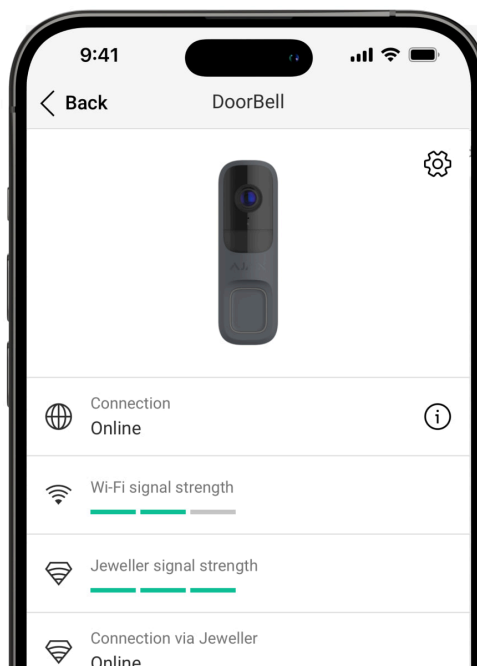 9:41
Back
DoorBell
Connection
Online
Wi-Fi signal strength
Jeweller signal strength
Connection via Jeweller
Online